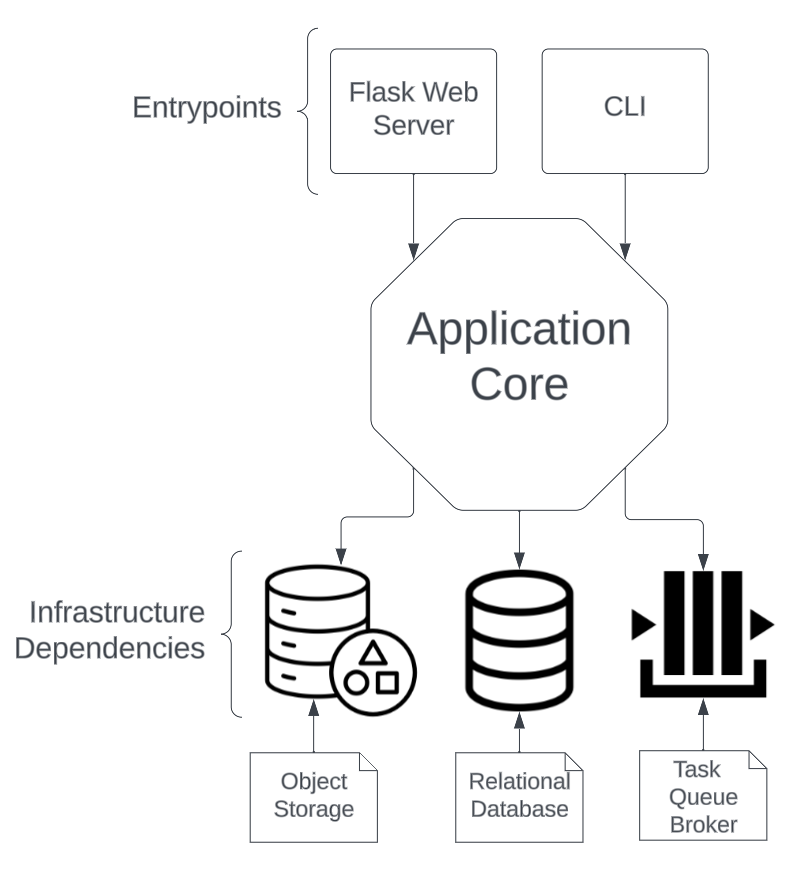 Entrypoints
Flask Web
Server
CLI
Application
Core
Infrastructure
Dependencies
Object
Storage
Relational
Database
Task
Queue
Broker